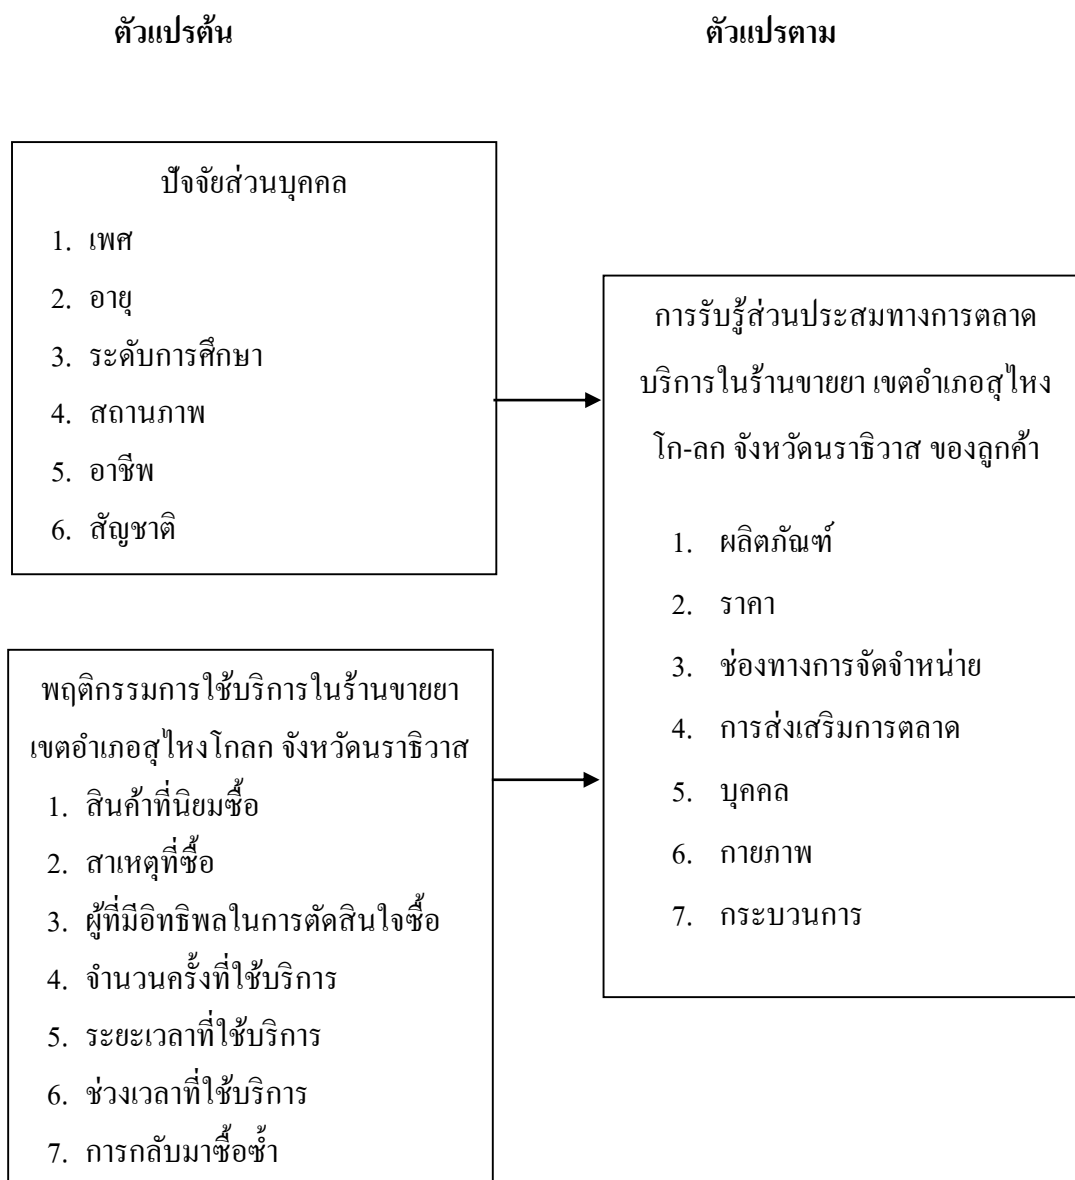 ตัวแปรต้น
ตัวแปรตาม
ปัจจัยส่วนบุคคล
1. เพศ
2. อายุ
3. ระดับการศึกษา
4. สถานภาพ
5. อาชีพ
6. สัญชาติ
พฤติกรรมการใช้บริการในร้านขายยา
เขตอำเภอสุไหงโกลก จังหวัดนราธิวาส
1. สินค้าที่นิยมซื้อ
2. สาเหตุที่ซื้อ
3. ผู้ที่มีอิทธิพลในการตัดสินใจซื้อ
4. จำนวนครั้งที่ใช้บริการ
5. ระยะเวลาที่ใช้บริการ
6. ช่วงเวลาที่ใช้บริการ
7. การกลับมาซื้อซ้ำ
การรับรู้ส่วนประสมทางการตลาด
บริการในร้านขายยา เขตอำเภอสุไหง
โก-ลก จังหวัดนราธิวาส ของลูกค้า
1. ผลิตภัณฑ์
2. ราคา
3. ช่องทางการจัดจำหน่าย
4. การส่งเสริมการตลาด
5. บุคคล
6. กายภาพ
7. กระบวนการ